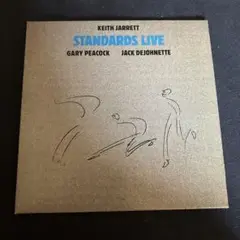 KEITH JARRETT
STANDARDS LIVE
GARY PEACOCK JACK DEJOHNETTE